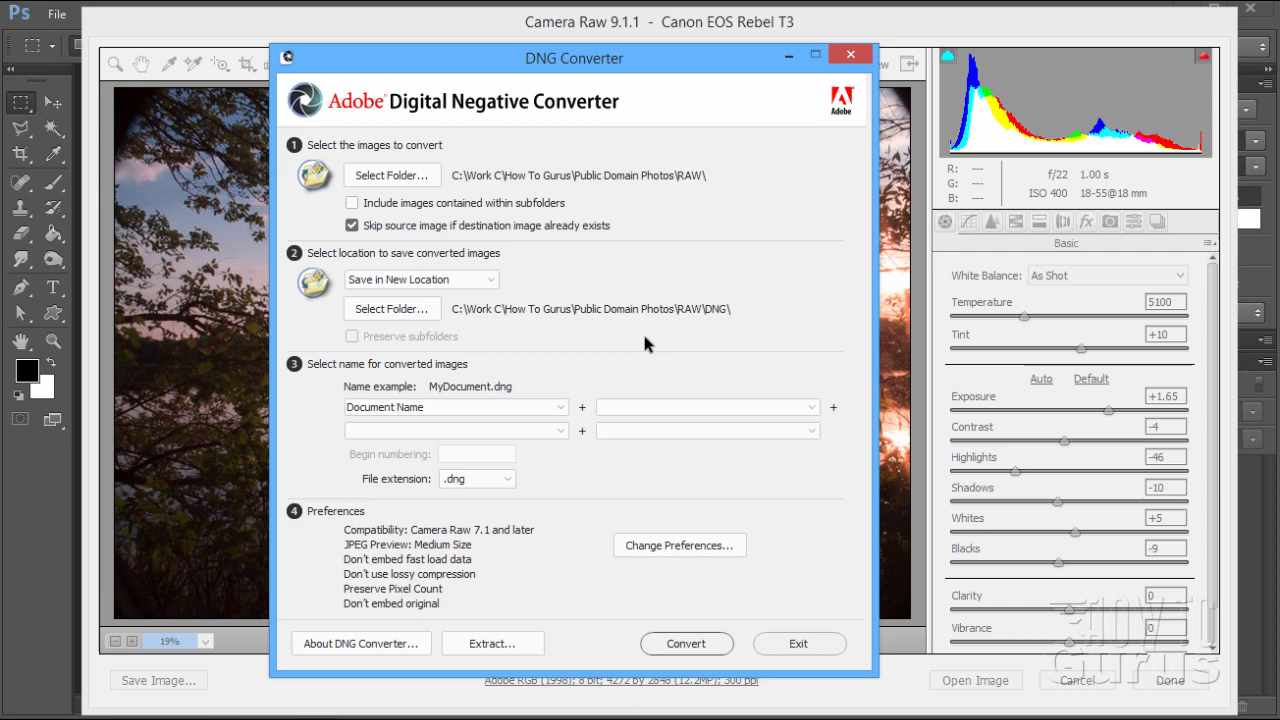 Ps File
Camera Raw 9.1.1 - Canon EOS Rebel T3
DNG Converter
Adobe Digital Negative Converter
Adobe
1 Select the images to convert
Select Folder... C:\Work C\How To Gurus\Public Domain Photos\RAW\
Include images contained within subfolders
Skip source image if destination image already exists
2 Select location to save converted images
Save in New Location
Select Folder... C:\Work C\How To Gurus\Public Domain Photos\RAW\DNG\
Preserve subfolders
3 Select name for converted images
Name example: MyDocument.dng
Document Name + +
+
Begin numbering:
File extension: .dng
4 Preferences
Compatibility: Camera Raw 7.1 and later
JPEG Preview: Medium Size
Don't embed fast load data
Don't use lossy compression
Preserve Pixel Count
Don't embed original
Change Preferences...
About DNG Converter... Extract... Convert Exit
R: --- f/22 1.00 s
G: ---
B: --- ISO 400 18-55@18 mm
fx
Basic
White Balance: As Shot
Temperature 5100
Tint +10
Auto Default
Exposure +1.65
Contrast -4
Highlights -46
Shadows -10
Whites +5
Blacks -9
Clarity 0
Vibrance 0
19%
Save Image... Adobe RGB (1998); 8 bit; 4272 by 2848 (12.2MP); 300 ppi Open Image Cancel Done
HOW TO
Gurus